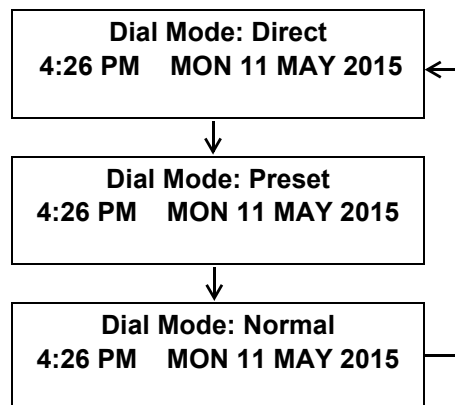 Dial Mode: Direct
4:26 PM MON 11 MAY 2015
Dial Mode: Preset
4:26 PM MON 11 MAY 2015
Dial Mode: Normal
4:26 PM MON 11 MAY 2015